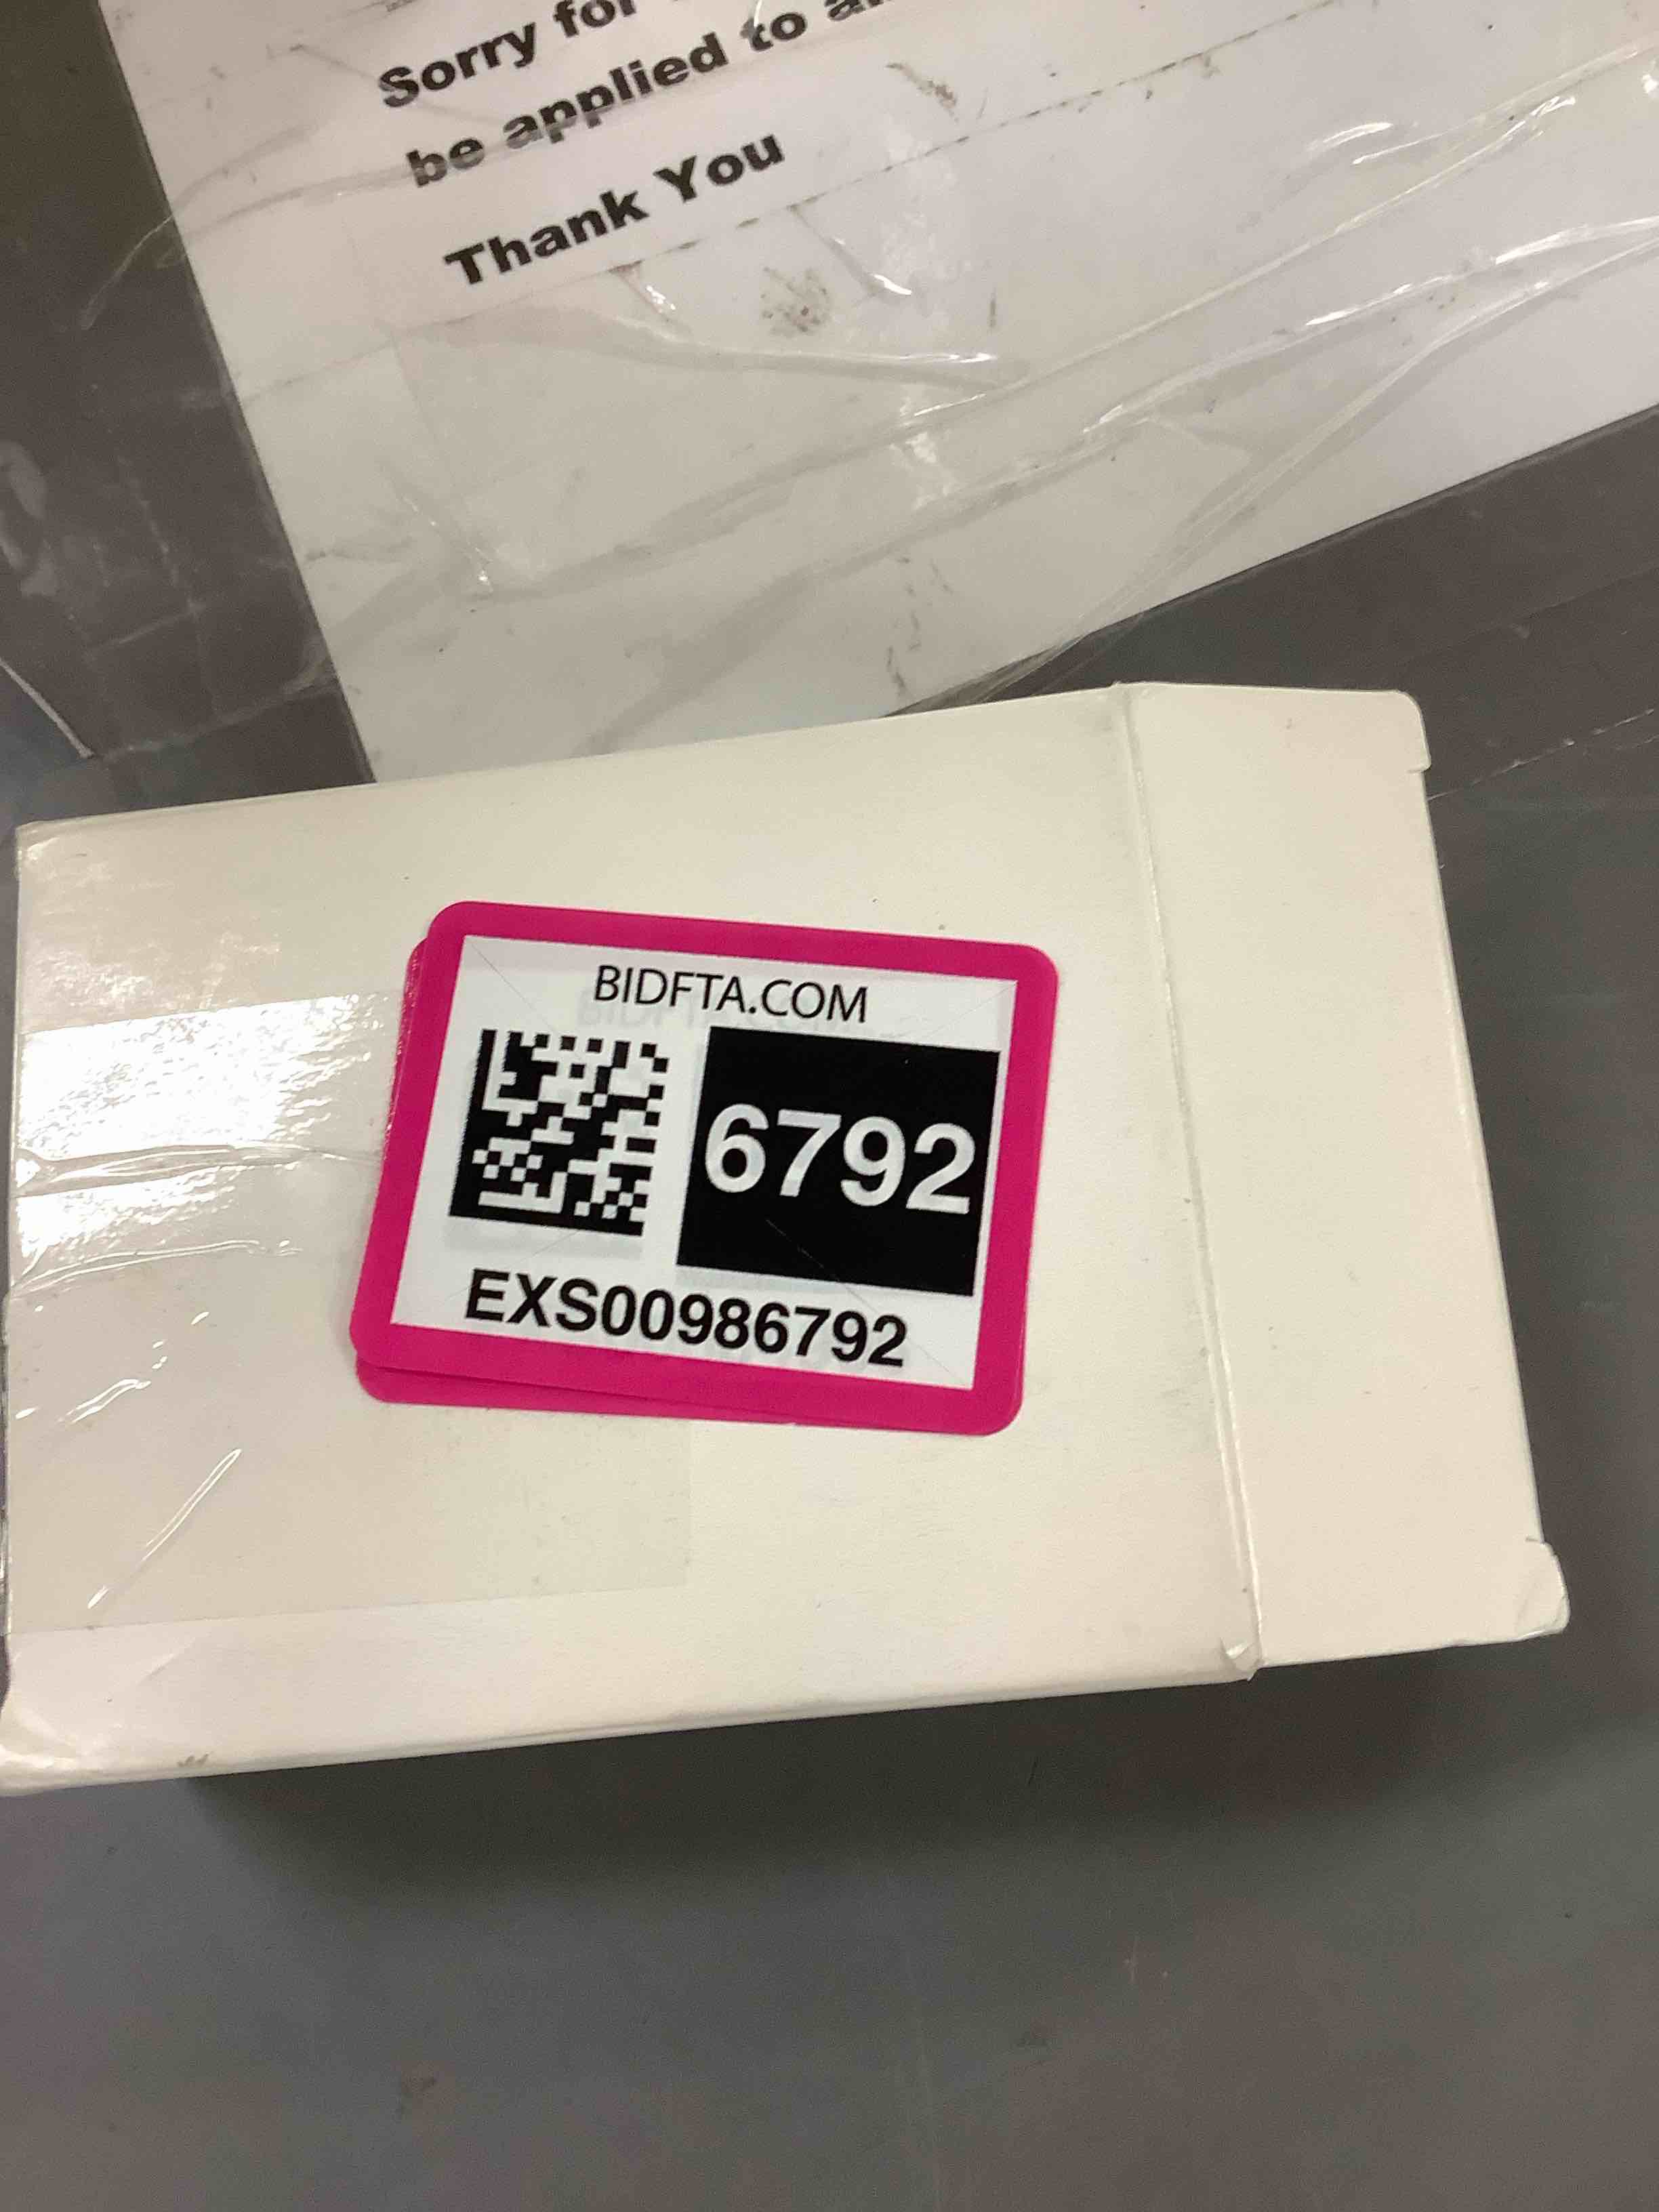 Sorry for
be applied to
Thank You
BIDFTA.COM
6792
EXS00986792